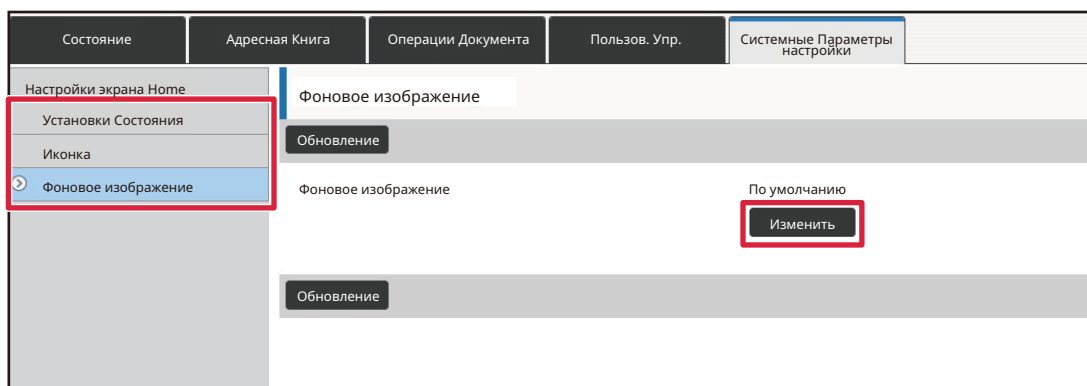 Состояние
Адресная Книга
Операции Документа
Пользов. Упр.
Системные Параметры
настройки
Настройки экрана Home
Установки Состояния
Иконка
Фоновое изображение
Фоновое изображение
Обновление
Фоновое изображение
По умолчанию
Изменить
Обновление